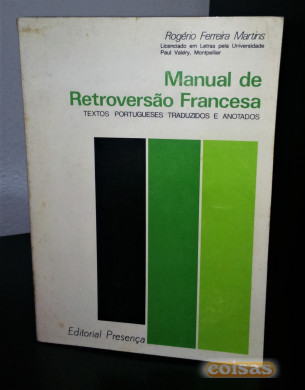 Rogério Ferreira Martins
Licenciado em Letras pela Universidade
Paul Valéry, Montpellier
Manual de
Retroversão Francesa
TEXTOS PORTUGUESES TRADUZIDOS E ANOTADOS
Editorial Presença
coisas